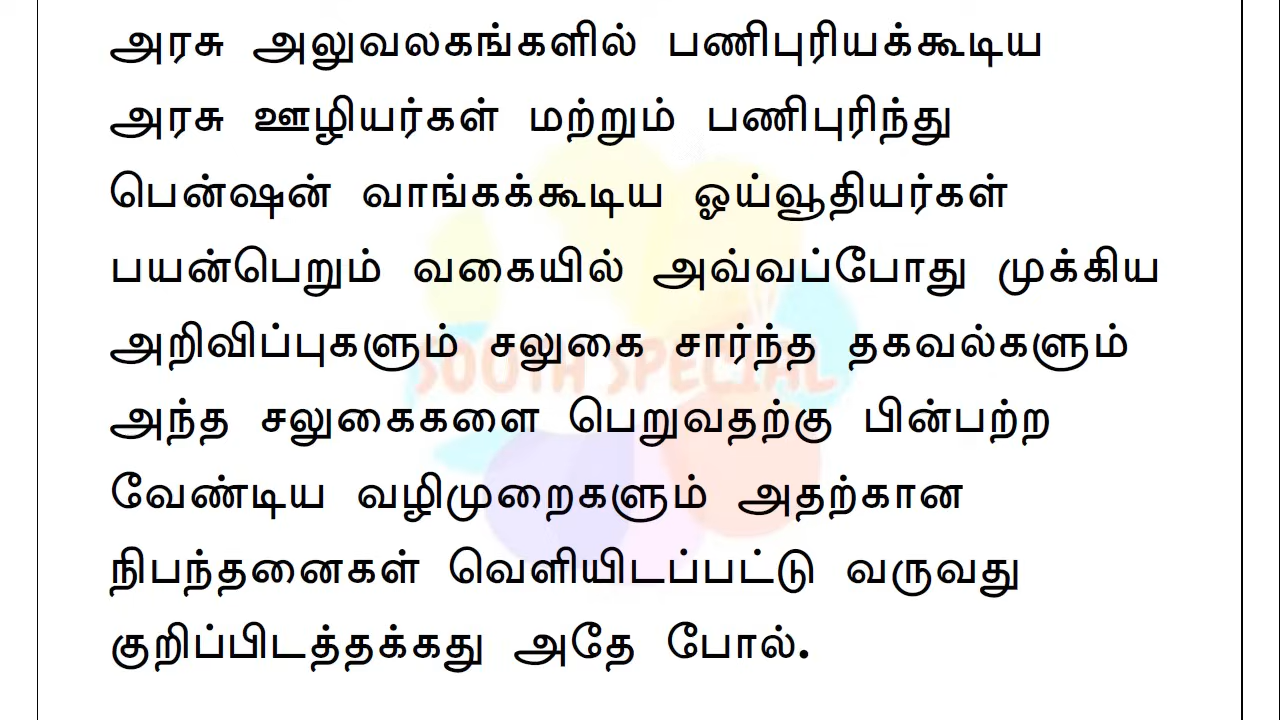 அரசு அலுவலகங்களில் பணிபுரியக்கூடிய
அரசு ஊழியர்கள் மற்றும் பணிபுரிந்து
பென்ஷன் வாங்கக்கூடிய ஓய்வூதியர்கள்
பயன்பெறும் வகையில் அவ்வப்போது முக்கிய
அறிவிப்புகளும் சலுகை சார்ந்த தகவல்களும்
SOUTH SPECIAL
அந்த சலுகைகளை பெறுவதற்கு பின்பற்ற
வேண்டிய வழிமுறைகளும் அதற்கான
நிபந்தனைகள் வெளியிடப்பட்டு வருவது
குறிப்பிடத்தக்கது அதே போல்.